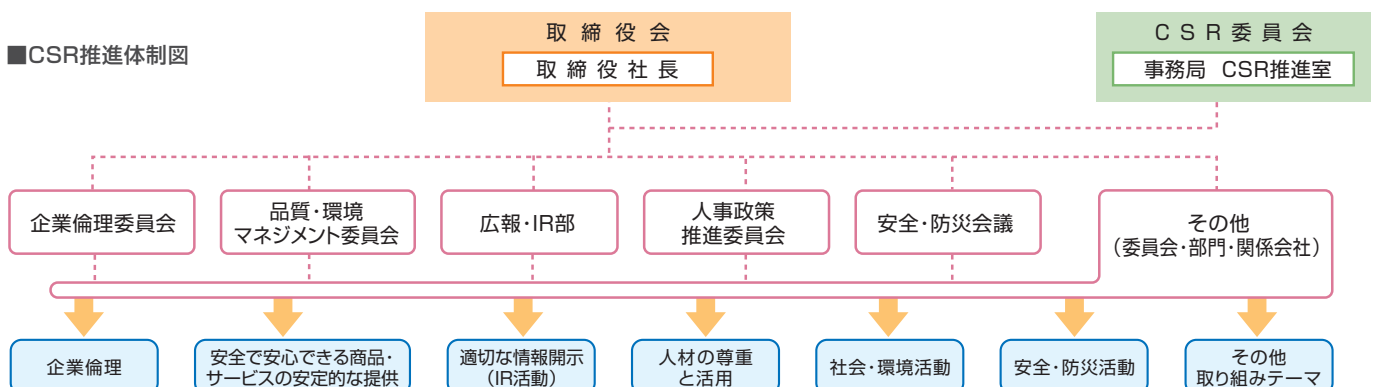 ■CSR推進体制図
取締役会
取締役社長
CSR委員会
事務局 CSR推進室
企業倫理委員会
品質・環境
マネジメント委員会
広報・IR部
人事政策
推進委員会
安全・防災会議
その他
（委員会・部門・関係会社）
企業倫理
安全で安心できる商品・
サービスの安定的な提供
適切な情報開示
（IR活動）
人材の尊重
と活用
社会・環境活動
安全・防災活動
その他
取り組みテーマ